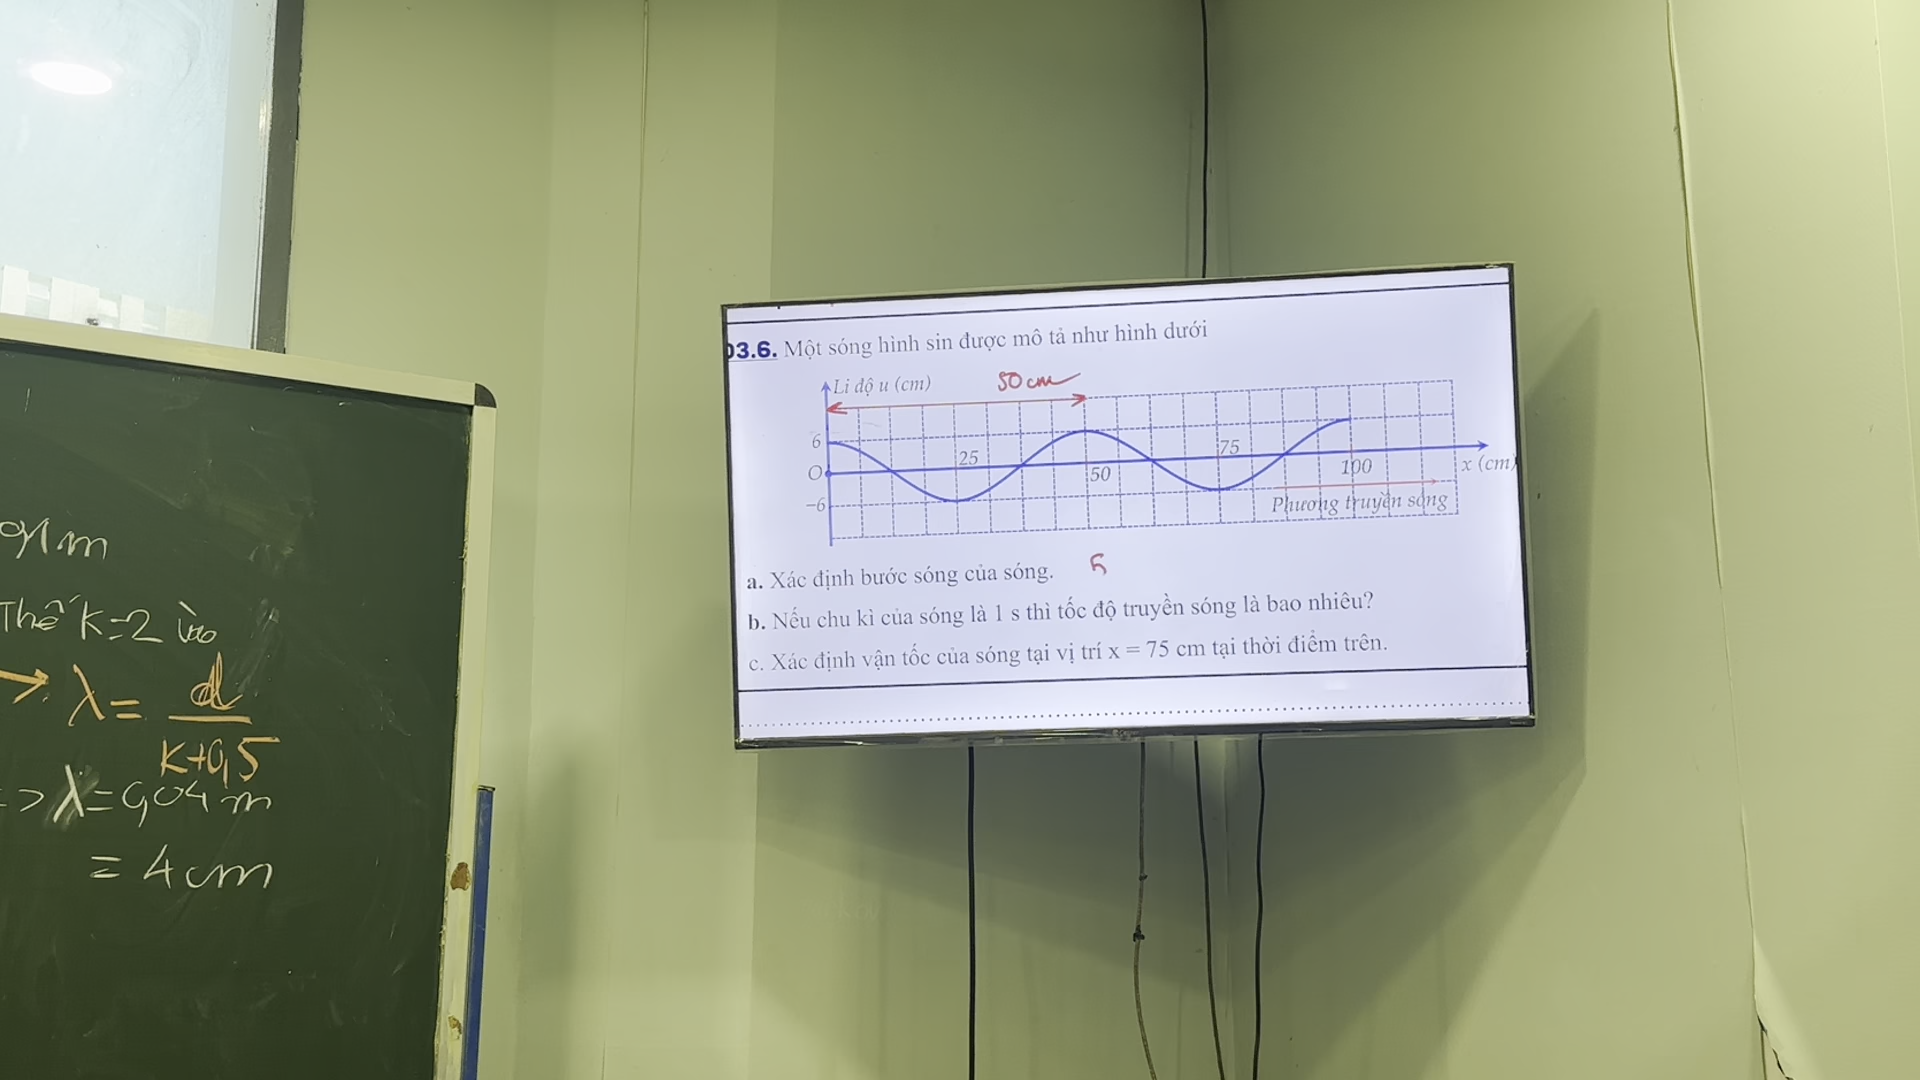 03.6. Một sóng hình sin được mô tả như hình dưới
Li độ u (cm)
50 cm
6
O
-6
25
50
75
100
x (cm)
Phương truyền sóng
a. Xác định bước sóng của sóng.
b. Nếu chu kì của sóng là 1 s thì tốc độ truyền sóng là bao nhiêu?
c. Xác định vận tốc của sóng tại vị trí x = 75 cm tại thời điểm trên.
Thế K=2 vào
→ λ = d / K+0,5
=> λ = 0,04 m
= 4 cm